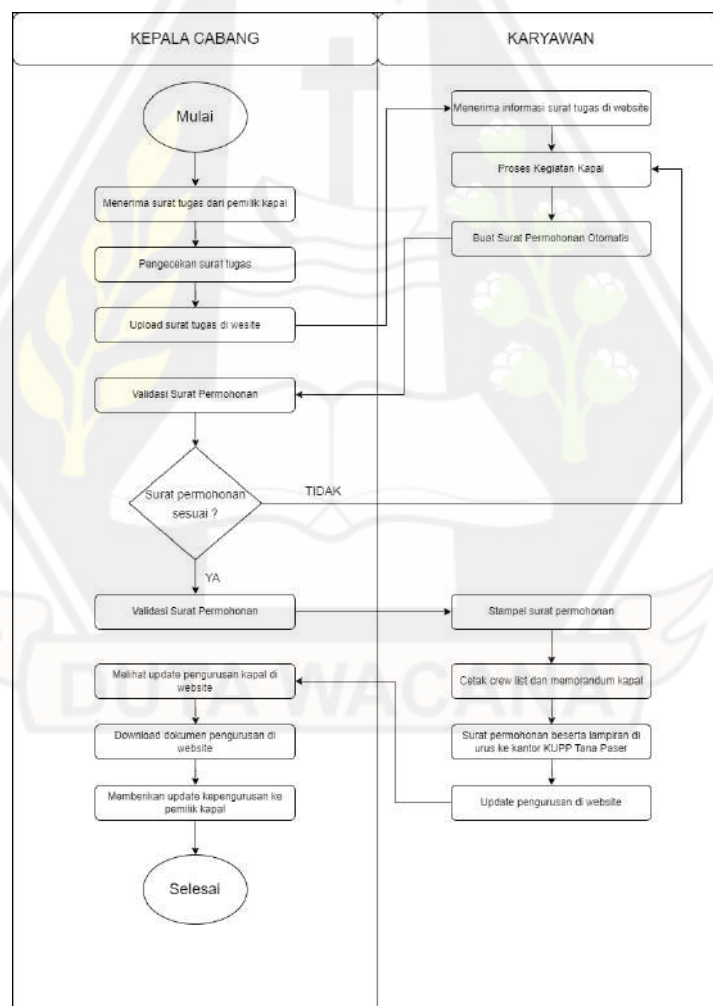 KEPALA CABANG
KARYAWAN
Mulai
Menerima surat tugas dari pemilik kapal
Pengecekan surat tugas
Upload surat tugas di wesite
Menerima informasi surat tugas di website
Proses Kegiatan Kapal
Buat Surat Permohonan Otomatis
Validasi Surat Permohonan
Surat permohonan
sesuai ?
TIDAK
YA
Validasi Surat Permohonan
Stampel surat permohonan
Cetak crew list dan memorandum kapal
Surat permohonan beserta lampiran di
urus ke kantor KUPP Tana Paser
Update pengurusan di website
Melihat update pengurusan kapal di
website
Download dokumen pengurusan di
website
Memberikan update kepengurusan ke
pemilik kapal
Selesai
DUTA WACANA